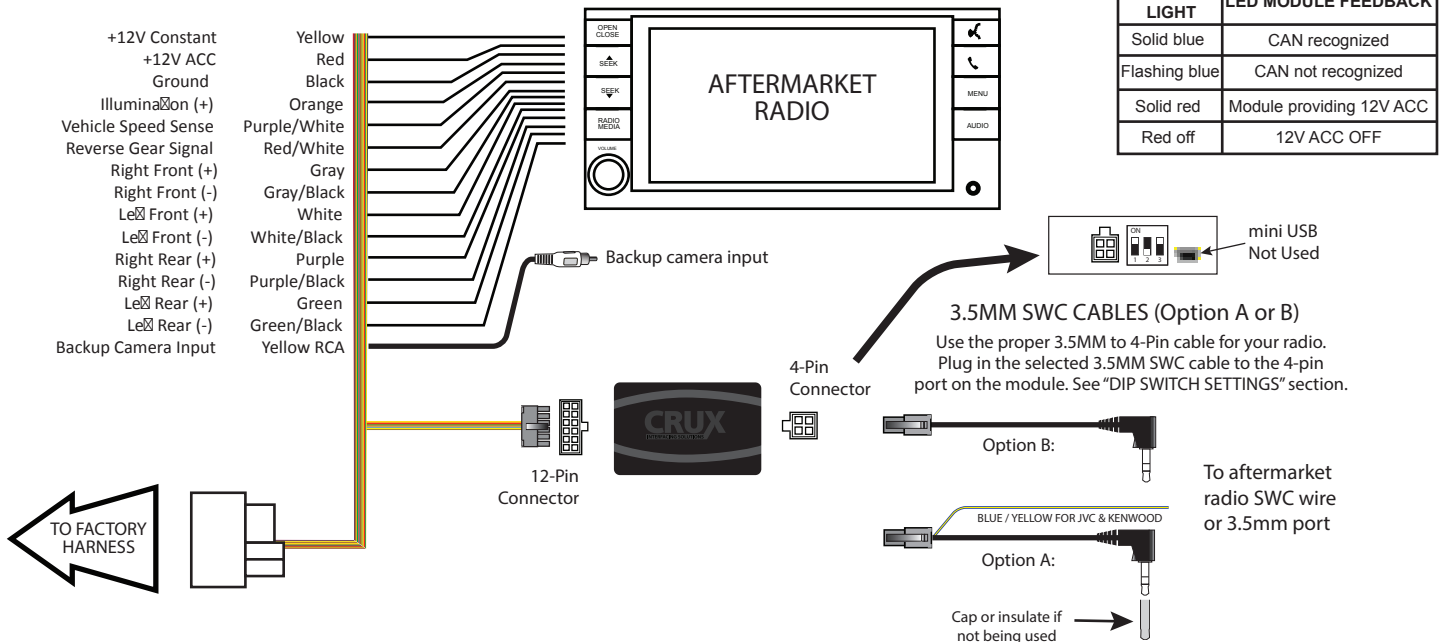 +12V Constant Yellow
+12V ACC Red
Ground Black
Illumina☒on (+) Orange
Vehicle Speed Sense Purple/White
Reverse Gear Signal Red/White
Right Front (+) Gray
Right Front (-) Gray/Black
Le☒ Front (+) White
Le☒ Front (-) White/Black
Right Rear (+) Purple
Right Rear (-) Purple/Black
Le☒ Rear (+) Green
Le☒ Rear (-) Green/Black
Backup Camera Input Yellow RCA
OPEN
CLOSE
SEEK
SEEK
RADIO
MEDIA
VOLUME
AFTERMARKET
RADIO
MENU
AUDIO
LIGHT LED MODULE FEEDBACK
Solid blue CAN recognized
Flashing blue CAN not recognized
Solid red Module providing 12V ACC
Red off 12V ACC OFF
Backup camera input
ON
1 2 3
mini USB
Not Used
3.5MM SWC CABLES (Option A or B)
Use the proper 3.5MM to 4-Pin cable for your radio.
Plug in the selected 3.5MM SWC cable to the 4-pin
port on the module. See “DIP SWITCH SETTINGS” section.
4-Pin
Connector
CRUX
12-Pin
Connector
Option B:
BLUE / YELLOW FOR JVC & KENWOOD
Option A:
To aftermarket
radio SWC wire
or 3.5mm port
Cap or insulate if
not being used
TO FACTORY
HARNESS